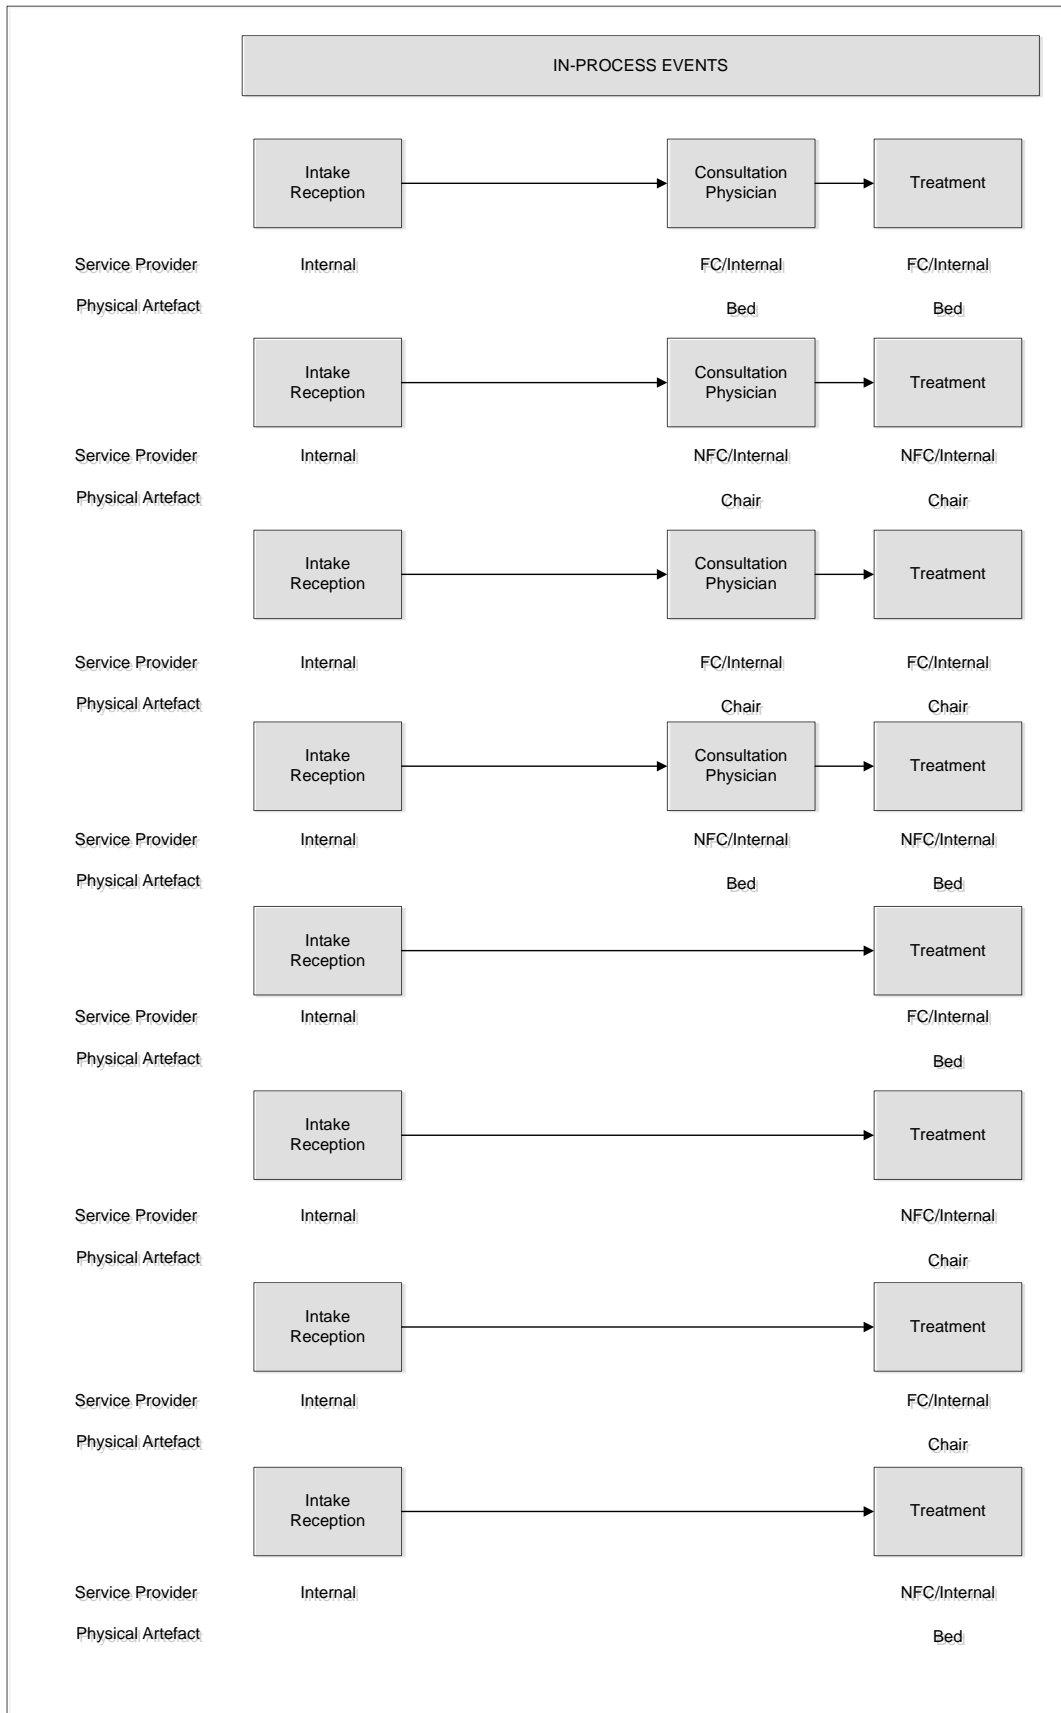 IN-PROCESS EVENTS
Intake
Reception
Consultation
Physician
Treatment
Service Provider Internal FC/Internal FC/Internal
Physical Artefact Bed Bed
Intake
Reception
Consultation
Physician
Treatment
Service Provider Internal NFC/Internal NFC/Internal
Physical Artefact Chair Chair
Intake
Reception
Consultation
Physician
Treatment
Service Provider Internal FC/Internal FC/Internal
Physical Artefact Chair Chair
Intake
Reception
Consultation
Physician
Treatment
Service Provider Internal NFC/Internal NFC/Internal
Physical Artefact Bed Bed
Intake
Reception
Treatment
Service Provider Internal FC/Internal
Physical Artefact Bed
Intake
Reception
Treatment
Service Provider Internal NFC/Internal
Physical Artefact Chair
Intake
Reception
Treatment
Service Provider Internal FC/Internal
Physical Artefact Chair
Intake
Reception
Treatment
Service Provider Internal NFC/Internal
Physical Artefact Bed